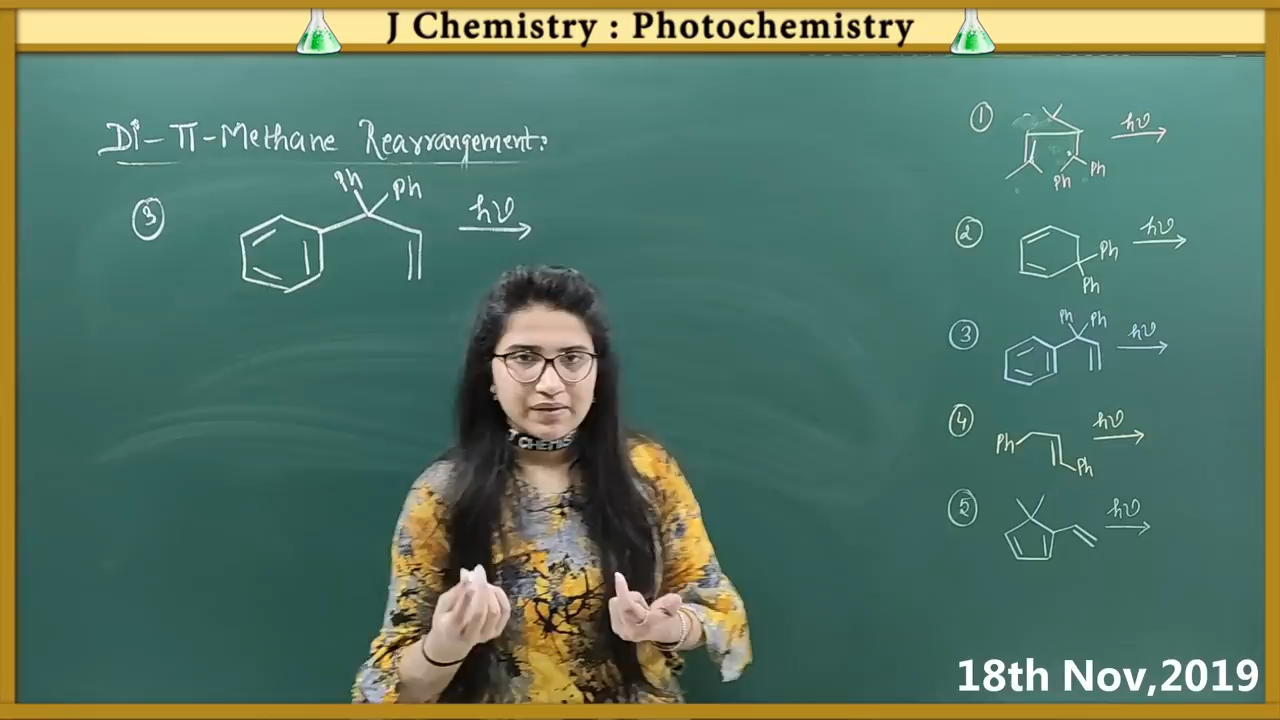 J Chemistry : Photochemistry
Di-π-Methane Rearrangement:
③ Ph Ph hν
① Ph Ph hν
② Ph Ph hν
③ Ph Ph hν
④ Ph Ph hν
⑤ hν
J CHEMIS
18th Nov,2019